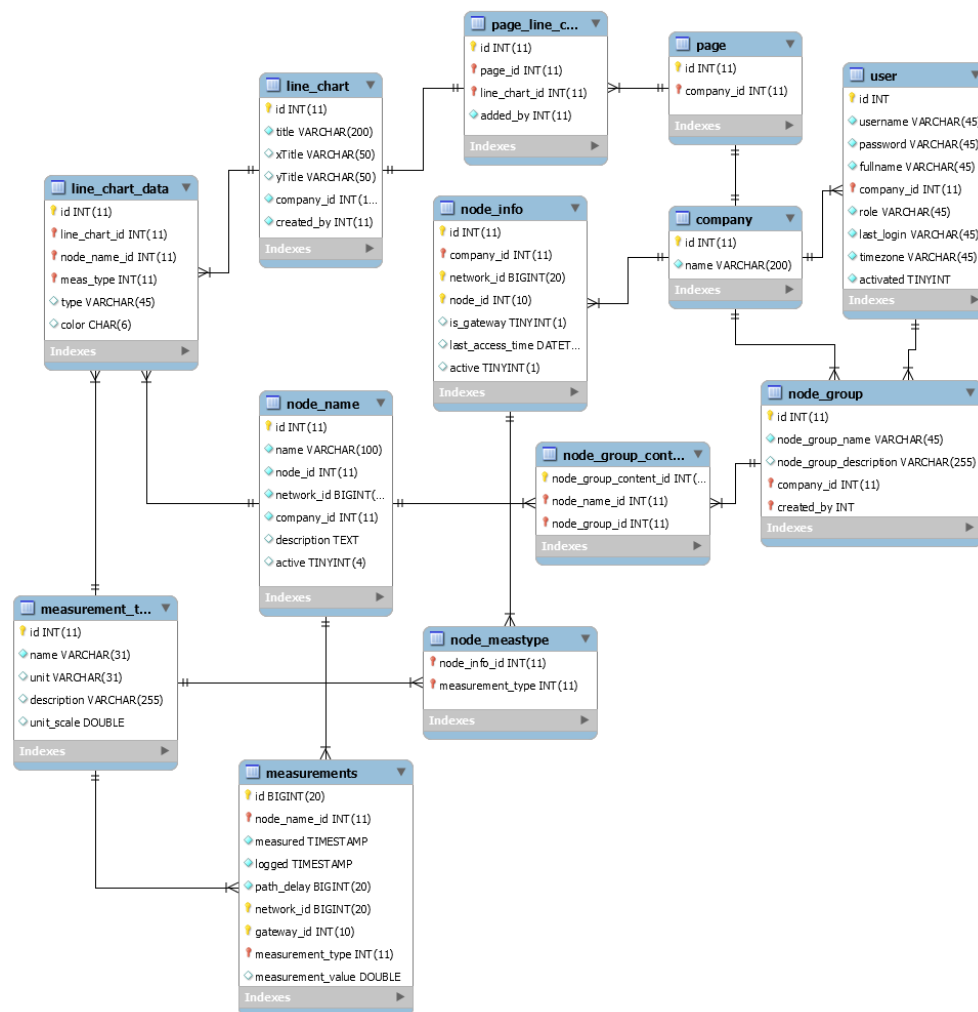 page_line_c...
id INT(11)
page_id INT(11)
line_chart_id INT(11)
added_by INT(11)
Indexes
page
id INT(11)
company_id INT(11)
Indexes
user
id INT
username VARCHAR(45)
password VARCHAR(45)
fullname VARCHAR(45)
company_id INT(11)
role VARCHAR(45)
last_login VARCHAR(45)
timezone VARCHAR(45)
activated TINYINT
Indexes
line_chart
id INT(11)
title VARCHAR(200)
xTitle VARCHAR(50)
yTitle VARCHAR(50)
company_id INT(1...
created_by INT(11)
Indexes
line_chart_data
id INT(11)
line_chart_id INT(11)
node_name_id INT(11)
meas_type INT(11)
type VARCHAR(45)
color CHAR(6)
Indexes
node_info
id INT(11)
company_id INT(11)
network_id BIGINT(20)
node_id INT(10)
is_gateway TINYINT(1)
last_access_time DATET...
active TINYINT(1)
Indexes
company
id INT(11)
name VARCHAR(200)
Indexes
node_name
id INT(11)
name VARCHAR(100)
node_id INT(11)
network_id BIGINT(...
company_id INT(11)
description TEXT
active TINYINT(4)
Indexes
node_group
id INT(11)
node_group_name VARCHAR(45)
node_group_description VARCHAR(255)
company_id INT(11)
created_by INT
Indexes
node_group_cont...
node_group_content_id INT(...
node_name_id INT(11)
node_group_id INT(11)
Indexes
measurement_t...
id INT(11)
name VARCHAR(31)
unit VARCHAR(31)
description VARCHAR(255)
unit_scale DOUBLE
Indexes
node_meastype
node_info_id INT(11)
measurement_type INT(11)
Indexes
measurements
id BIGINT(20)
node_name_id INT(11)
measured TIMESTAMP
logged TIMESTAMP
path_delay BIGINT(20)
network_id BIGINT(20)
gateway_id INT(10)
measurement_type INT(11)
measurement_value DOUBLE
Indexes